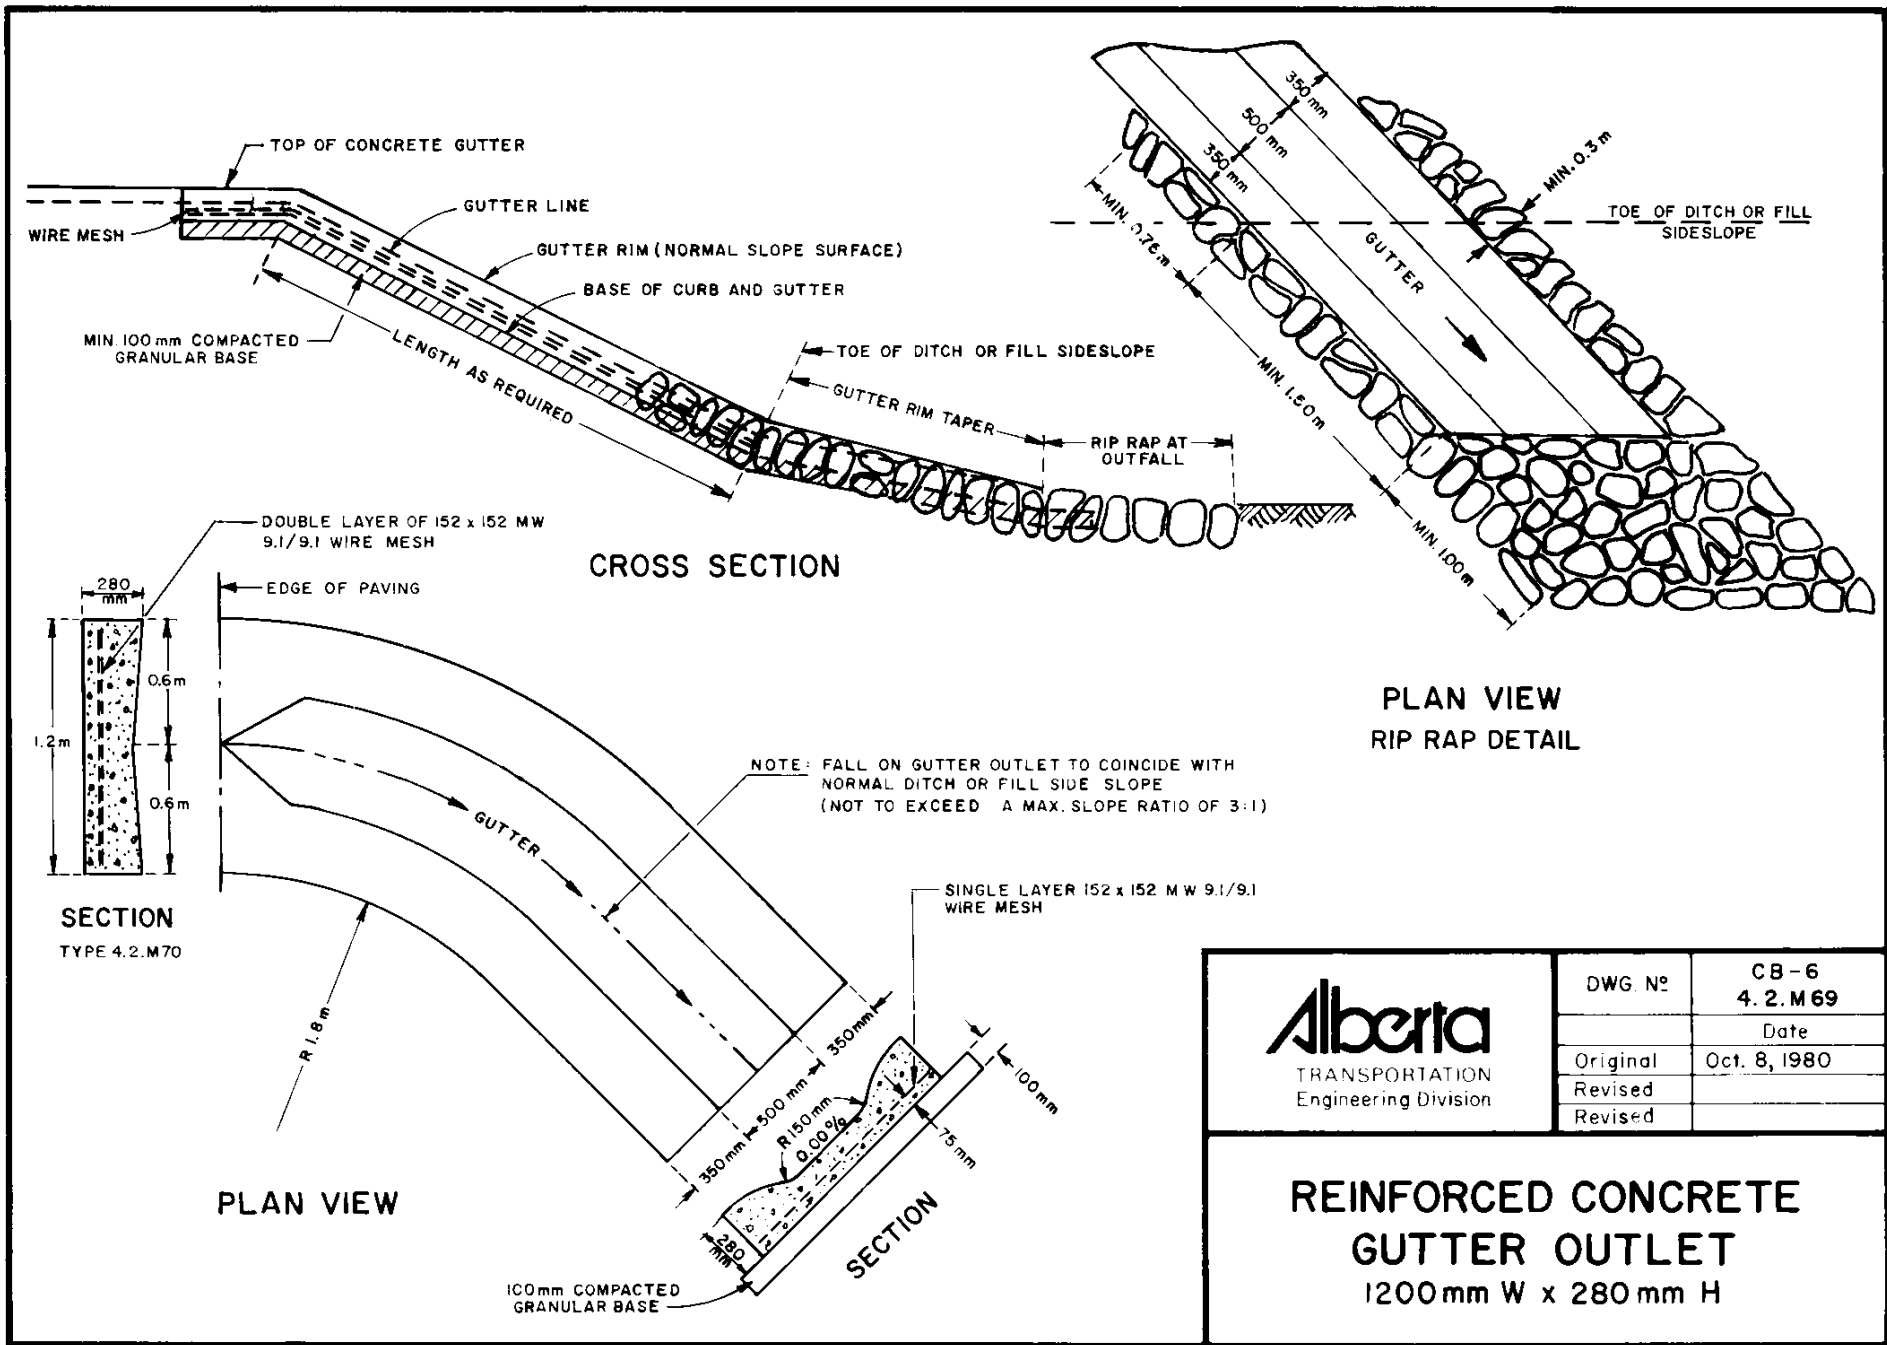 TOP OF CONCRETE GUTTER
GUTTER LINE
WIRE MESH
GUTTER RIM (NORMAL SLOPE SURFACE)
BASE OF CURB AND GUTTER
MIN. 100 mm COMPACTED
GRANULAR BASE
LENGTH AS REQUIRED
TOE OF DITCH OR FILL SIDESLOPE
GUTTER RIM TAPER
RIP RAP AT
OUTFALL
CROSS SECTION
350 mm
500 mm
350 mm
MIN. 0.3 m
TOE OF DITCH OR FILL
SIDESLOPE
MIN. 0.76 m
GUTTER
MIN. 1.50 m
MIN. 1.00 m
PLAN VIEW
RIP RAP DETAIL
DOUBLE LAYER OF 152 x 152 MW
9.1/9.1 WIRE MESH
280
mm
EDGE OF PAVING
0.6 m
1.2 m
0.6 m
SECTION
TYPE 4.2.M70
NOTE: FALL ON GUTTER OUTLET TO COINCIDE WITH
NORMAL DITCH OR FILL SIDE SLOPE
(NOT TO EXCEED A MAX. SLOPE RATIO OF 3:1)
GUTTER
R 1.8 m
PLAN VIEW
SINGLE LAYER 152 x 152 MW 9.1/9.1
WIRE MESH
350 mm
500 mm
350 mm
R 150 mm
0.00%
100 mm
75 mm
280
mm
SECTION
100 mm COMPACTED
GRANULAR BASE
Alberta
TRANSPORTATION
Engineering Division
DWG. Nº
CB-6
4.2.M69
Date
Original Oct. 8, 1980
Revised
Revised
REINFORCED CONCRETE
GUTTER OUTLET
1200 mm W x 280 mm H